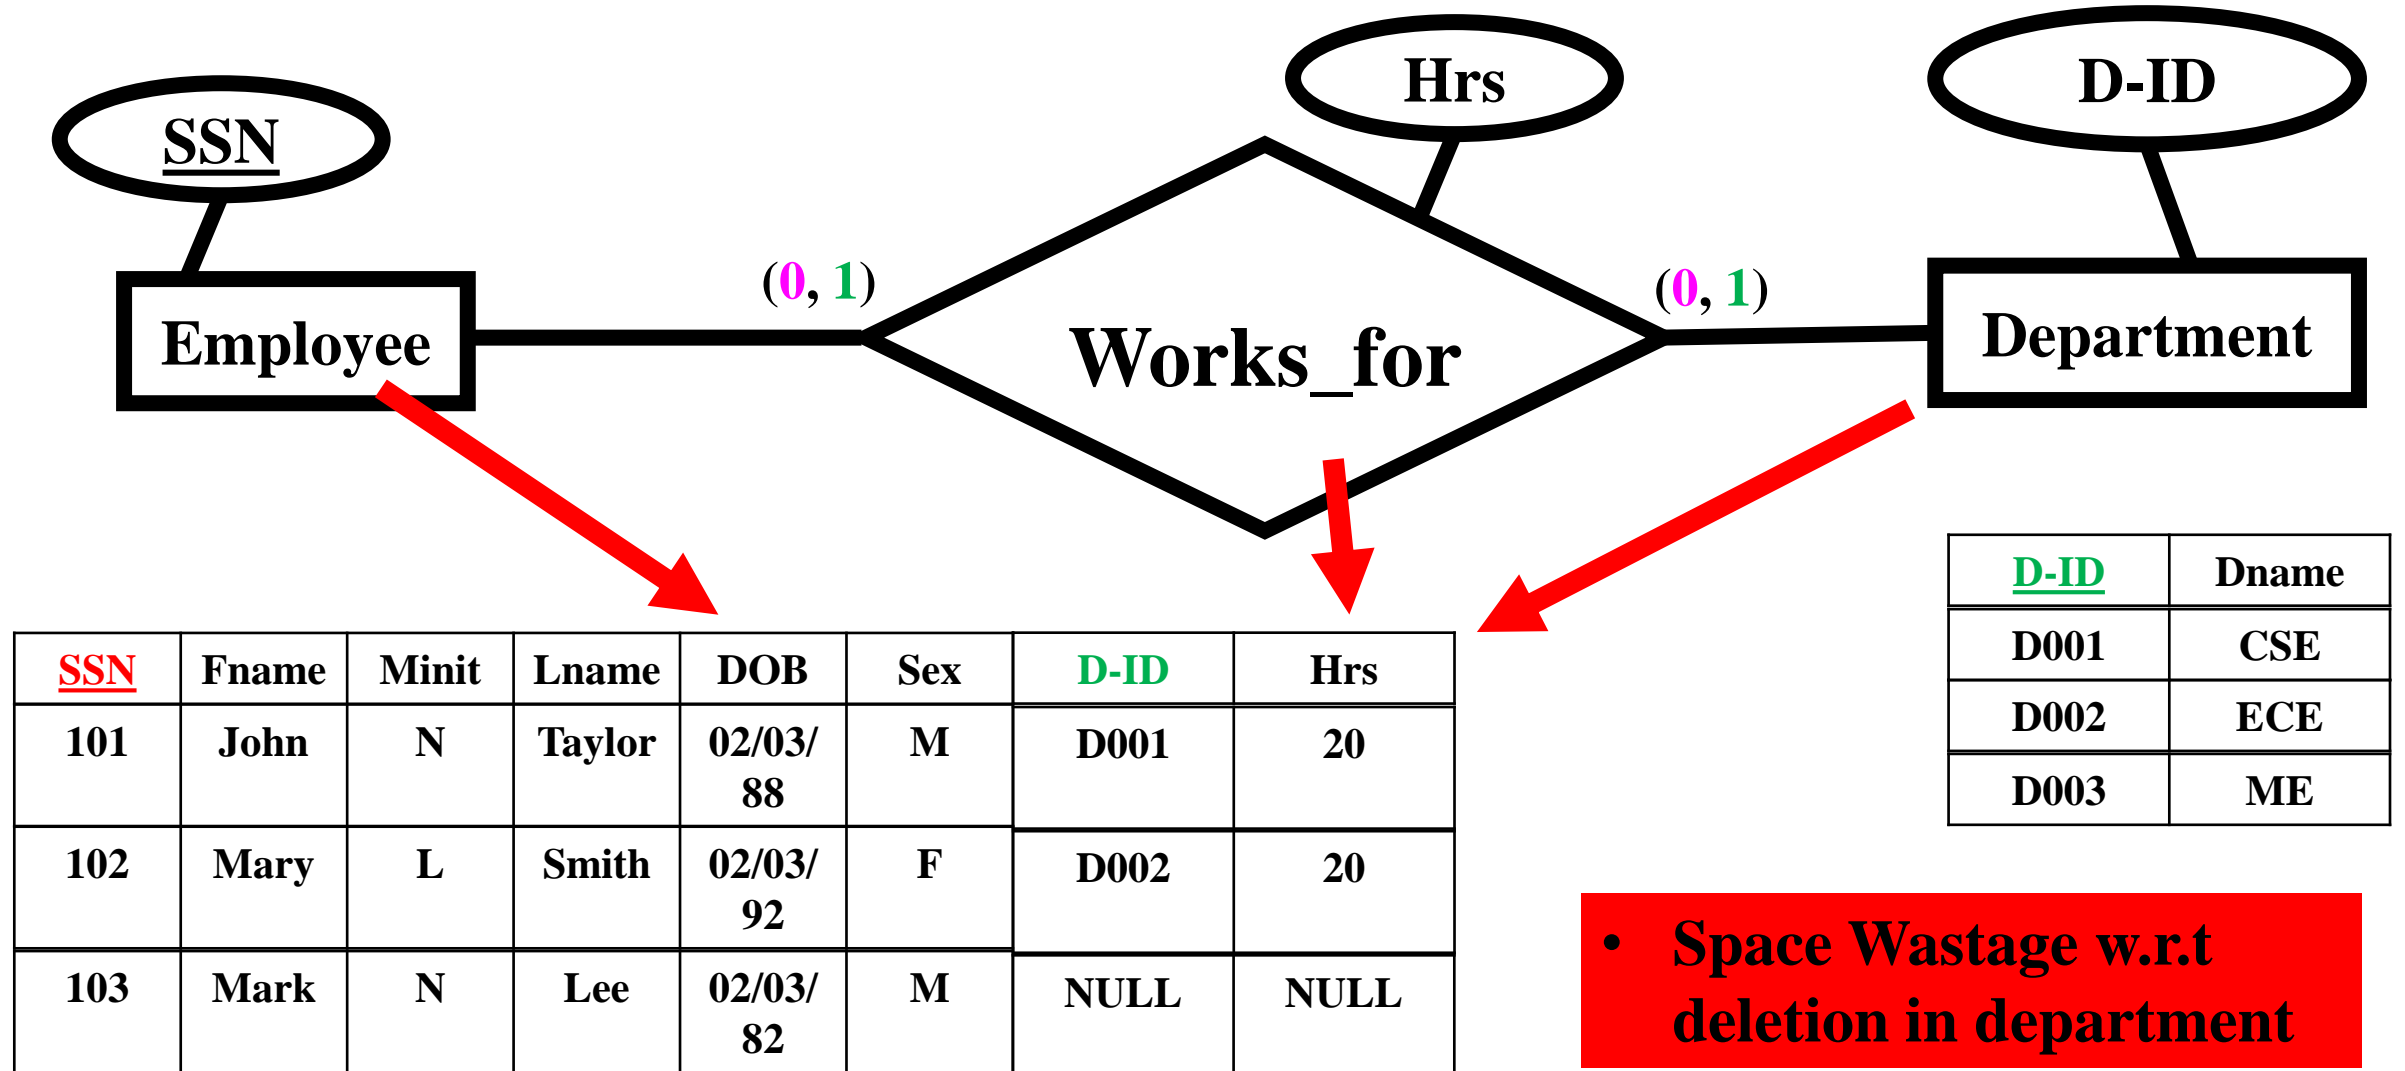 Hrs
D-ID
SSN
(0, 1)
(0, 1)
Employee
Works_for
Department
D-ID Dname
D001 CSE
D002 ECE
D003 ME
SSN Fname Minit Lname DOB Sex D-ID Hrs
101 John N Taylor 02/03/ M D001 20
88
102 Mary L Smith 02/03/ F D002 20
92
103 Mark N Lee 02/03/ M NULL NULL
82
• Space Wastage w.r.t
deletion in department